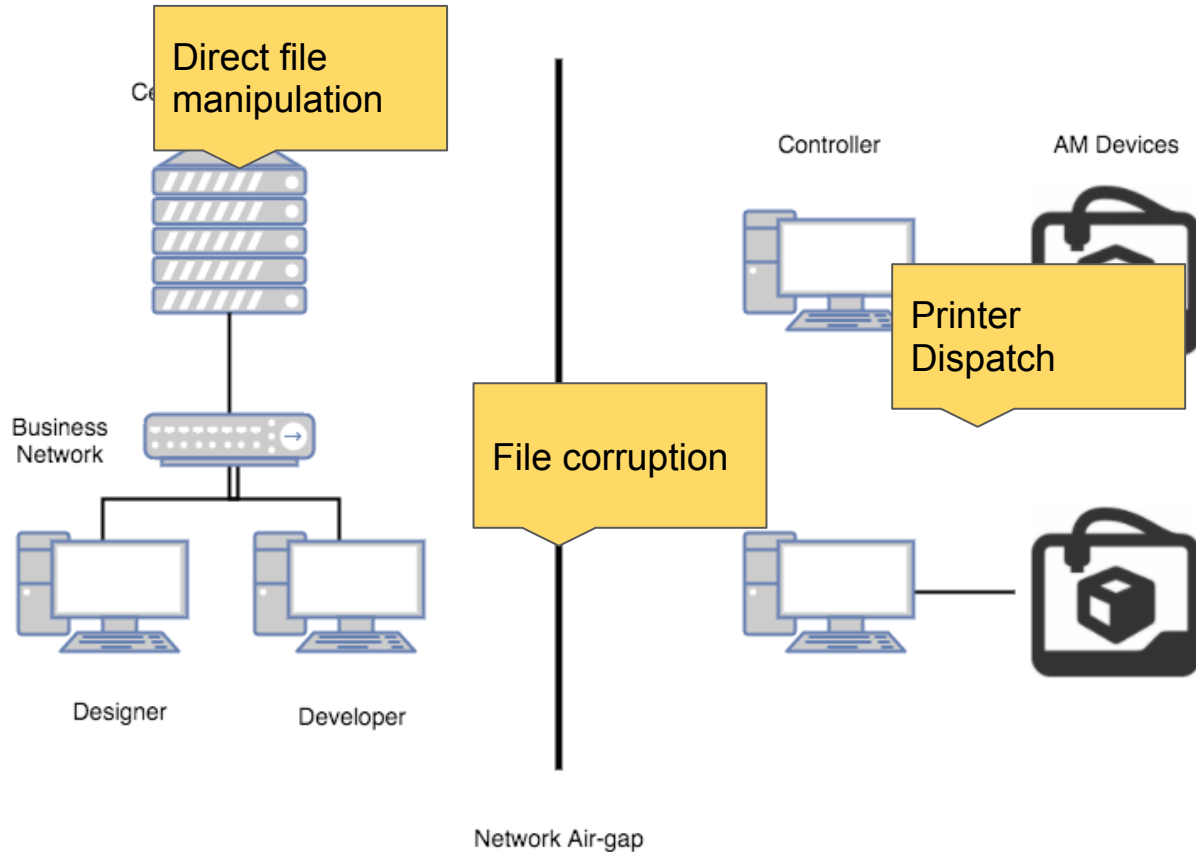 Direct file
manipulation
Controller
AM Devices
Printer
Dispatch
Business
Network
File corruption
Designer
Developer
Network Air-gap